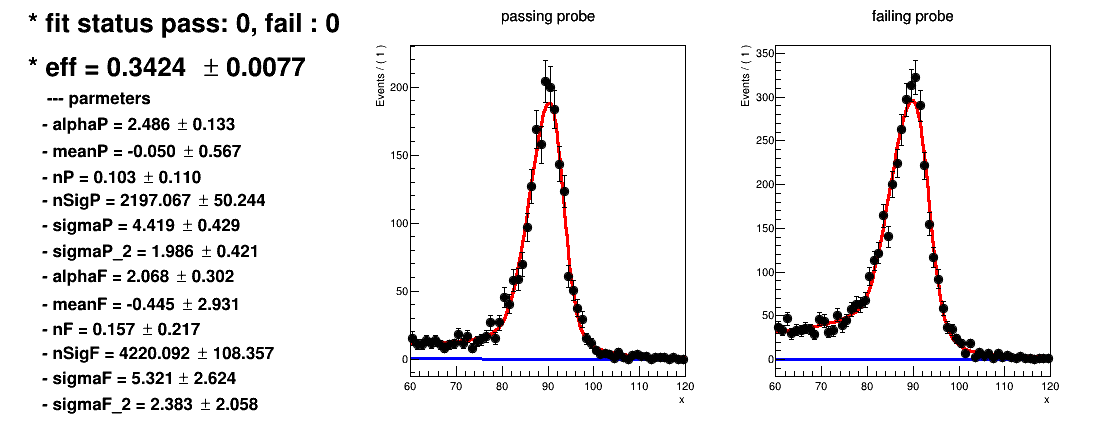 * fit status pass: 0, fail : 0
* eff = 0.3424 ± 0.0077
--- parmeters
- alphaP = 2.486 ± 0.133
- meanP = -0.050 ± 0.567
- nP = 0.103 ± 0.110
- nSigP = 2197.067 ± 50.244
- sigmaP = 4.419 ± 0.429
- sigmaP_2 = 1.986 ± 0.421
- alphaF = 2.068 ± 0.302
- meanF = -0.445 ± 2.931
- nF = 0.157 ± 0.217
- nSigF = 4220.092 ± 108.357
- sigmaF = 5.321 ± 2.624
- sigmaF_2 = 2.383 ± 2.058
passing probe
Events / ( 1 )
200
150
100
50
0
60 70 80 90 100 110 120
x
failing probe
Events / ( 1 )
350
300
250
200
150
100
50
0
60 70 80 90 100 110 120
x